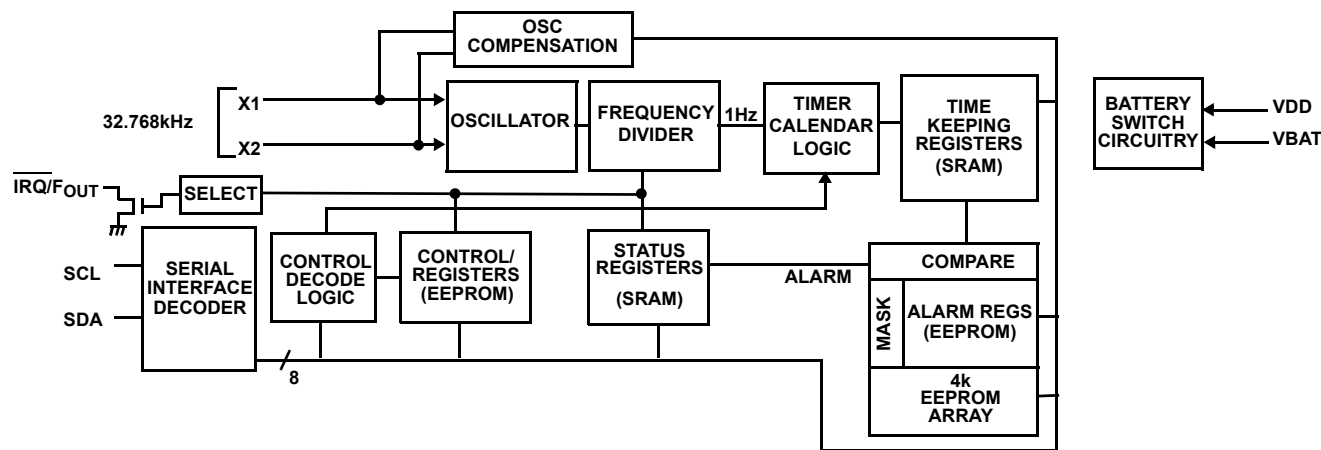 OSC
COMPENSATION
32.768kHz
X1
X2
OSCILLATOR
FREQUENCY
DIVIDER
1Hz
TIMER
CALENDAR
LOGIC
TIME
KEEPING
REGISTERS
(SRAM)
BATTERY
SWITCH
CIRCUITRY
VDD
VBAT
IRQ/FOUT
SELECT
SCL
SDA
SERIAL
INTERFACE
DECODER
CONTROL
DECODE
LOGIC
CONTROL/
REGISTERS
(EEPROM)
STATUS
REGISTERS
(SRAM)
ALARM
COMPARE
MASK
ALARM REGS
(EEPROM)
4k
EEPROM
ARRAY
8